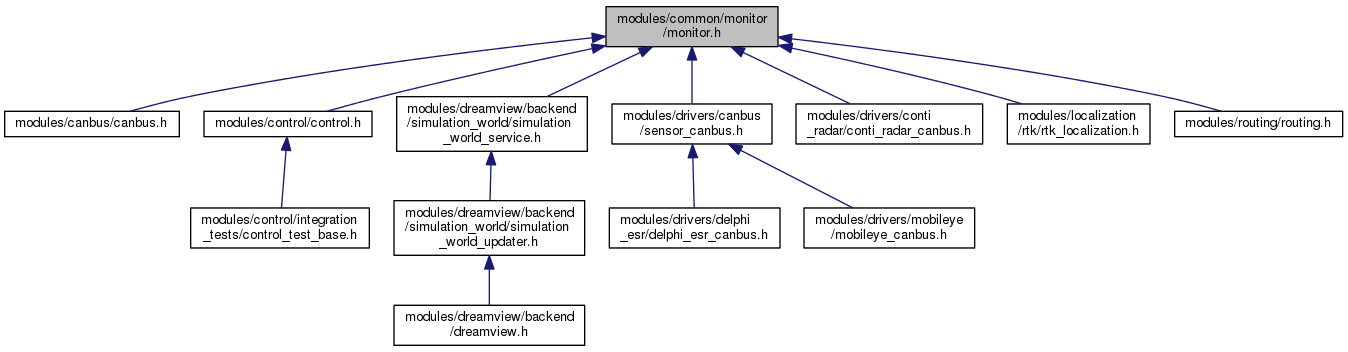 modules/common/monitor
/monitor.h
modules/canbus/canbus.h
modules/control/control.h
modules/dreamview/backend
/simulation_world/simulation
_world_service.h
modules/drivers/canbus
/sensor_canbus.h
modules/drivers/conti
_radar/conti_radar_canbus.h
modules/localization
/rtk/rtk_localization.h
modules/routing/routing.h
modules/control/integration
_tests/control_test_base.h
modules/dreamview/backend
/simulation_world/simulation
_world_updater.h
modules/drivers/delphi
_esr/delphi_esr_canbus.h
modules/drivers/mobileye
/mobileye_canbus.h
modules/dreamview/backend
/dreamview.h